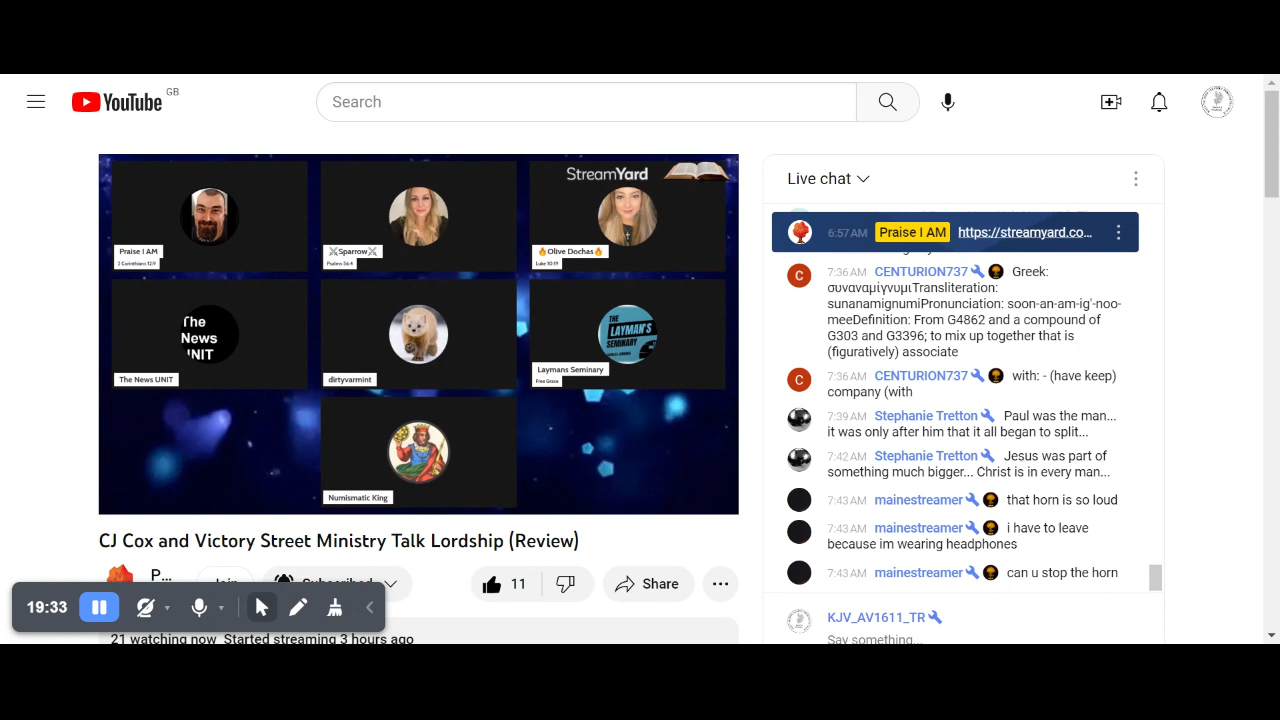 YouTube GB
Search
StreamYard
Praise I AM
2 Corinthians 12:9
⚔Sparrow⚔
Psalms 34:4
🔥Olive Dochas🔥
Luke 10:19
The
News
UNIT
The News UNIT
dirtyvarmint
THE
LAYMAN'S
SEMINARY
Laymans Seminary
Free Grace
Numismatic King
CJ Cox and Victory Street Ministry Talk Lordship (Review)
P...
Join
Subscribed
11
Share
19:33
21 watching now Started streaming 3 hours ago
Live chat
6:57 AM Praise I AM https://streamyard.co...
7:36 AM CENTURION737 Greek:
συναναμίγνυμιTransliteration:
sunanamignumiPronunciation: soon-an-am-ig'-noo-
meeDefinition: From G4862 and a compound of
G303 and G3396; to mix up together that is
(figuratively) associate
7:36 AM CENTURION737 with: - (have keep)
company (with
7:39 AM Stephanie Tretton Paul was the man...
it was only after him that it all began to split...
7:42 AM Stephanie Tretton Jesus was part of
something much bigger... Christ is in every man...
7:43 AM mainestreamer that horn is so loud
7:43 AM mainestreamer i have to leave
because im wearing headphones
7:43 AM mainestreamer can u stop the horn
KJV_AV1611_TR
Say something...